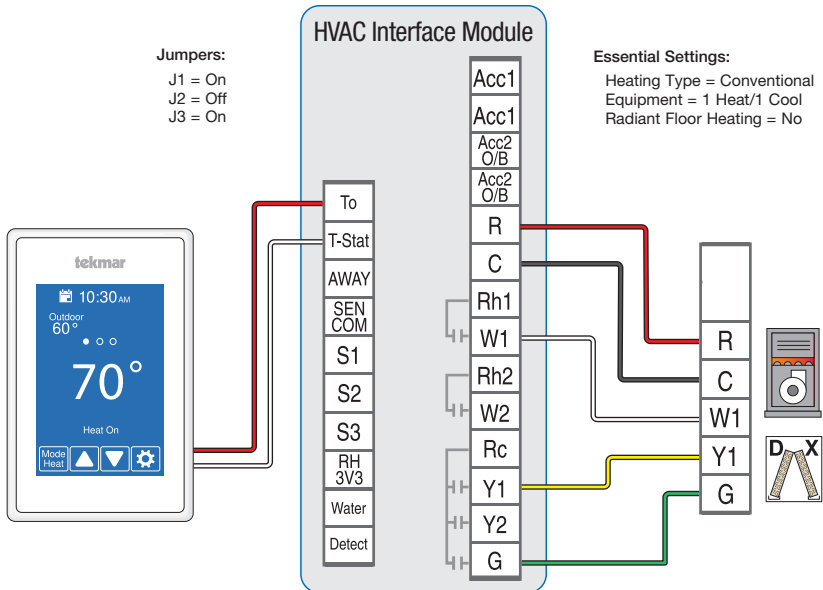 HVAC Interface Module
Jumpers:
J1 = On
J2 = Off
J3 = On
Essential Settings:
Heating Type = Conventional
Equipment = 1 Heat/1 Cool
Radiant Floor Heating = No
tekmar
10:30 AM
Outdoor
60°
70°
Heat On
Mode
Heat
To
T-Stat
AWAY
SEN
COM
S1
S2
S3
RH
3V3
Water
Detect
Acc1
Acc1
Acc2
O/B
Acc2
O/B
R
C
Rh1
W1
Rh2
W2
Rc
Y1
Y2
G
R
C
W1
Y1
G
D X